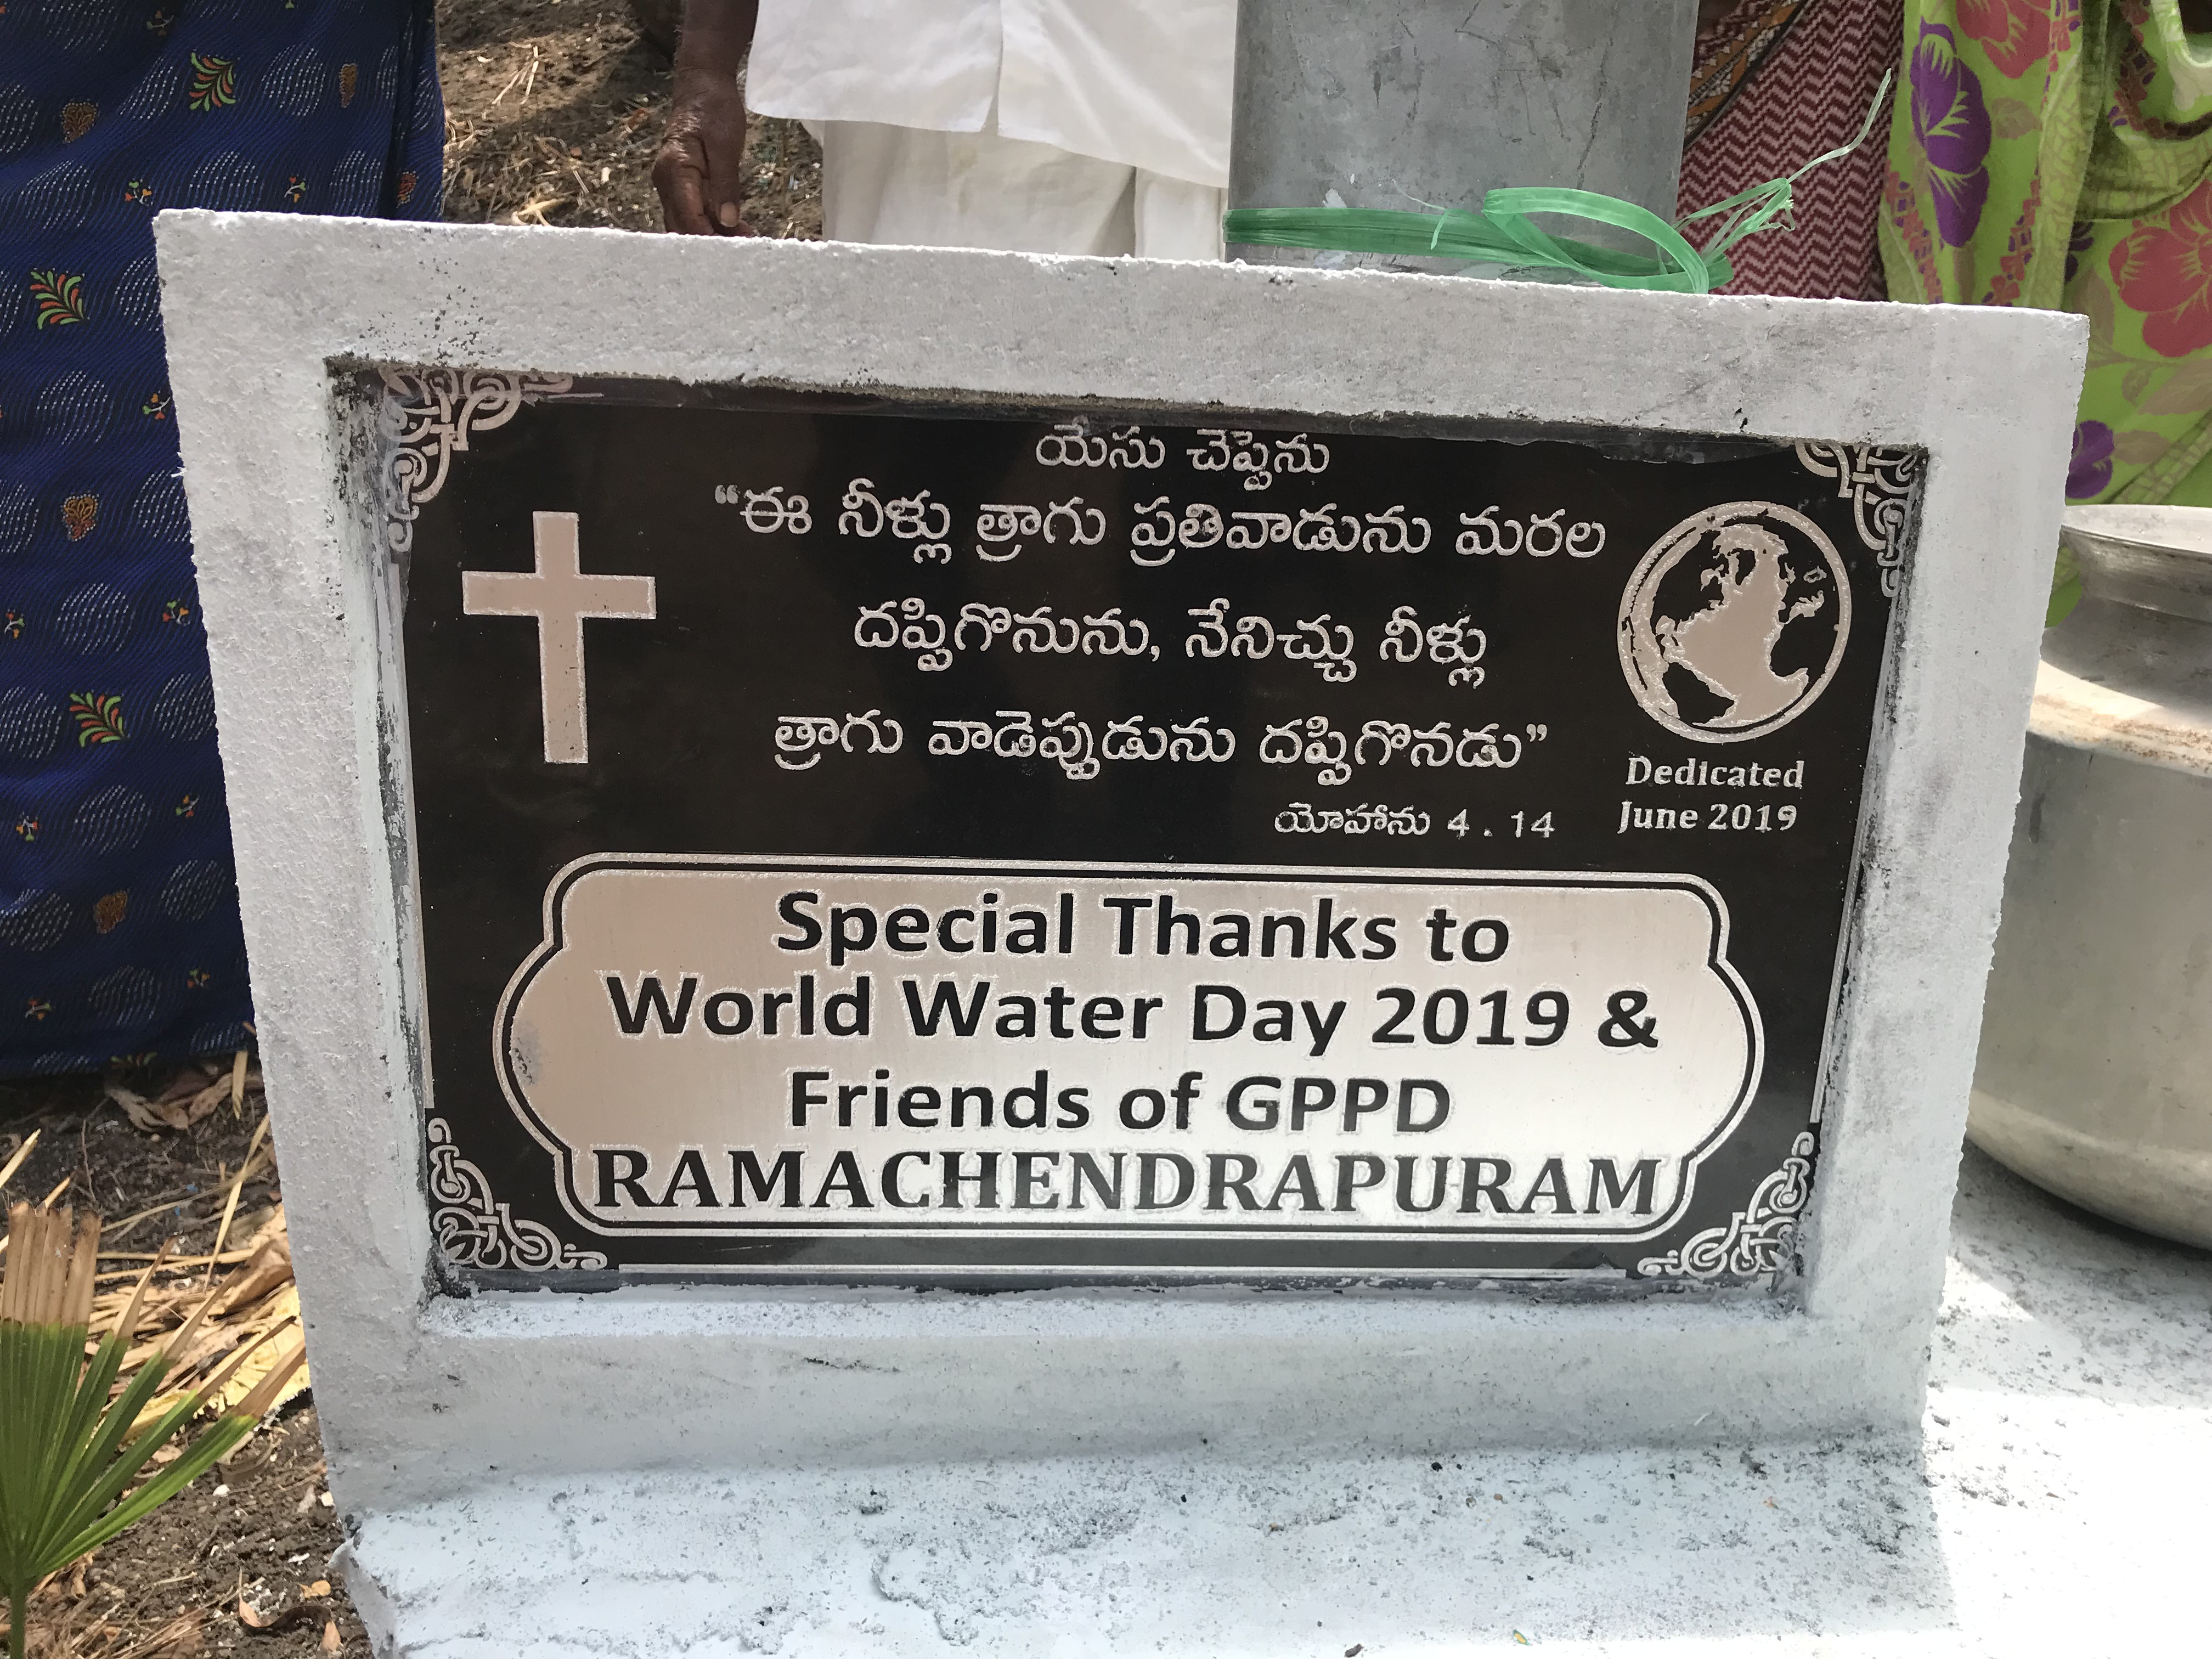 యేసు చెప్పెను
“ఈ నీళ్లు త్రాగు ప్రతివాడును మరల
దప్పిగొనును, నేనిచ్చు నీళ్లు
త్రాగు వాడెప్పుడును దప్పిగొనడు”
యోహాను 4 . 14
Dedicated
June 2019
Special Thanks to
World Water Day 2019 &
Friends of GPPD
RAMACHENDRAPURAM